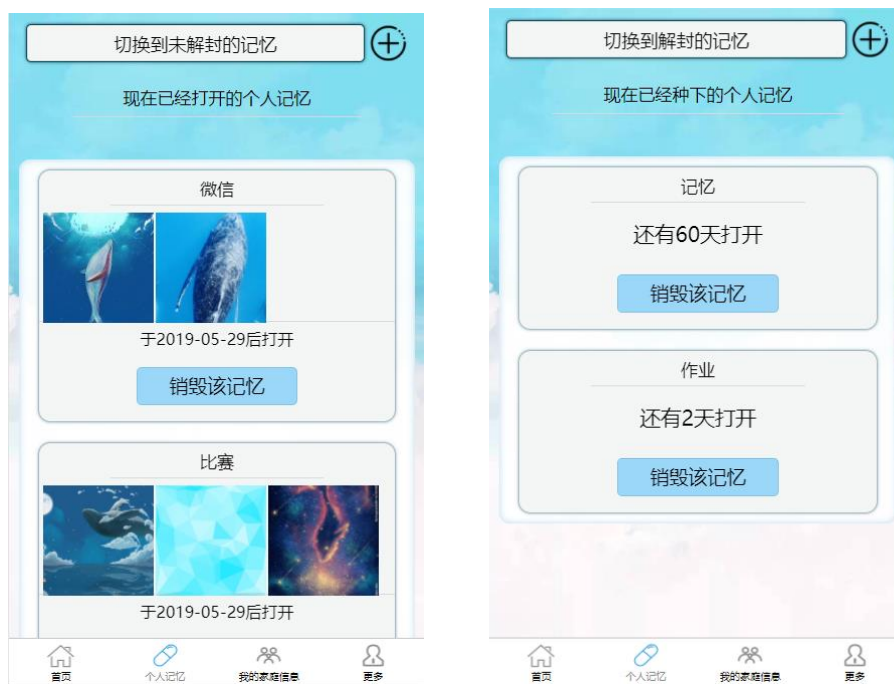 切换到未解封的记忆
现在已经打开的个人记忆
微信
于2019-05-29后打开
销毁该记忆
比赛
于2019-05-29后打开
首页
个人记忆
我的家庭信息
更多
切换到解封的记忆
现在已经种下的个人记忆
记忆
还有60天打开
销毁该记忆
作业
还有2天打开
销毁该记忆
首页
个人记忆
我的家庭信息
更多